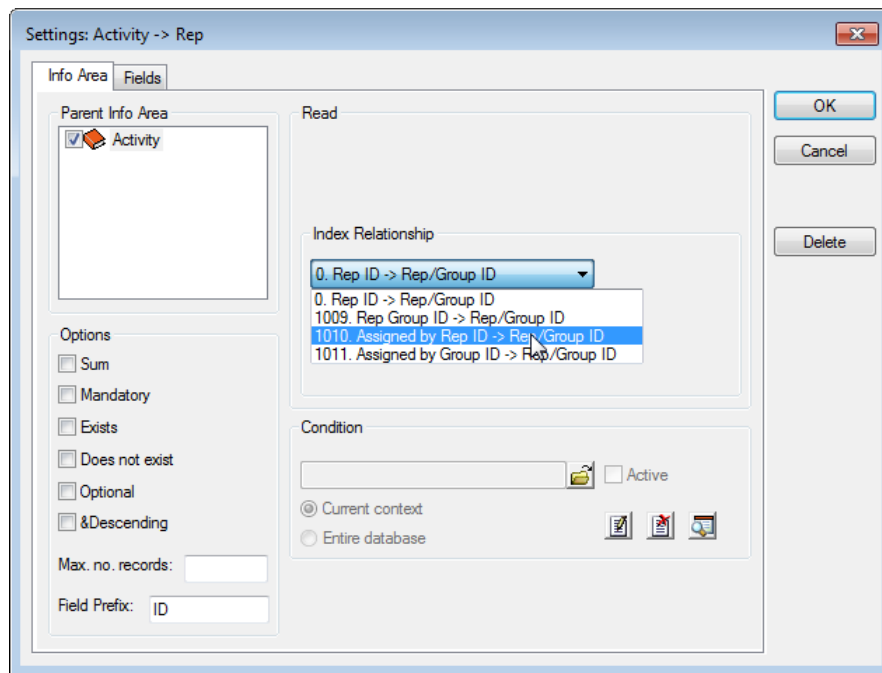 Settings: Activity -> Rep
Info Area
Fields
Parent Info Area
Activity
Options
Sum
Mandatory
Exists
Does not exist
Optional
&Descending
Max. no. records:
Field Prefix: ID
Read
Index Relationship
0. Rep ID -> Rep/Group ID
0. Rep ID -> Rep/Group ID
1009. Rep Group ID -> Rep/Group ID
1010. Assigned by Rep ID -> Rep/Group ID
1011. Assigned by Group ID -> Rep/Group ID
Condition
Active
Current context
Entire database
OK
Cancel
Delete